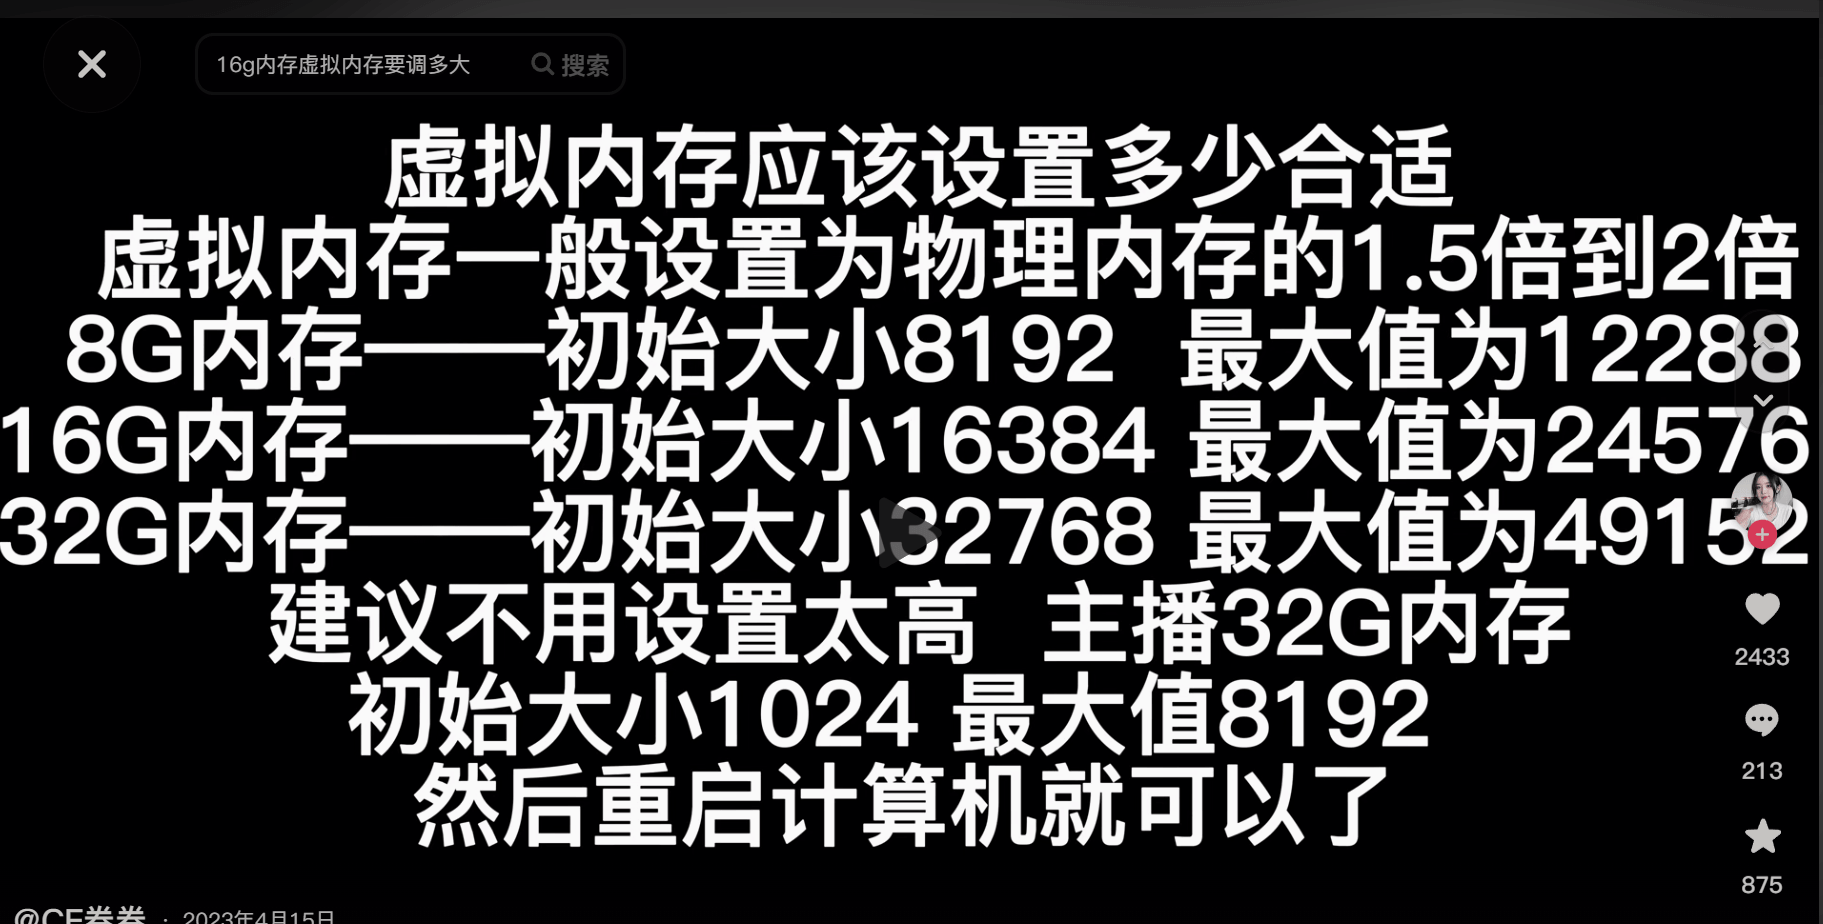 16g内存虚拟内存要调多大 搜索
虚拟内存应该设置多少合适
虚拟内存一般设置为物理内存的1.5倍到2倍
8G内存——初始大小8192 最大值为12288
16G内存——初始大小16384 最大值为24576
32G内存——初始大小32768 最大值为49152
建议不用设置太高 主播32G内存
初始大小1024 最大值8192
然后重启计算机就可以了
2433
213
875
@CF券券 · 2023年4月15日